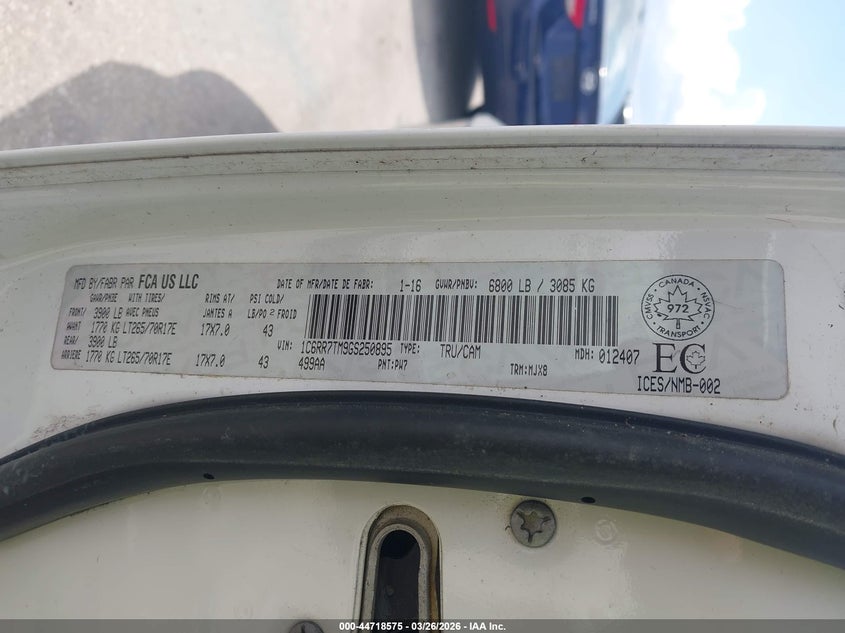 MFD BY/FABR PAR FCA US LLC
DATE OF MFR/DATE DE FABR: 1-16 GVWR/PNBV: 6800 LB / 3085 KG
GAWR/PNBE WITH TIRES/ RIMS AT/ PSI COLD/
FRONT/ 3900 LB AVEC PNEUS JANTES A LB/PO 2 FROID
AVANT 1770 KG LT265/70R17E 17X7.0 43
REAR/ 3900 LB
ARRIERE 1770 KG LT265/70R17E 17X7.0 43
VIN: 1C6RR7TM9GS250895 TYPE: TRU/CAM MDH: 012407
499AA PNT:PW7 TRM:MJX8
CMVSS CANADA NSVAC
972
TRANSPORT
EC
ICES/NMB-002
000-44718575 | 03/26/2026 | © IAA Inc.